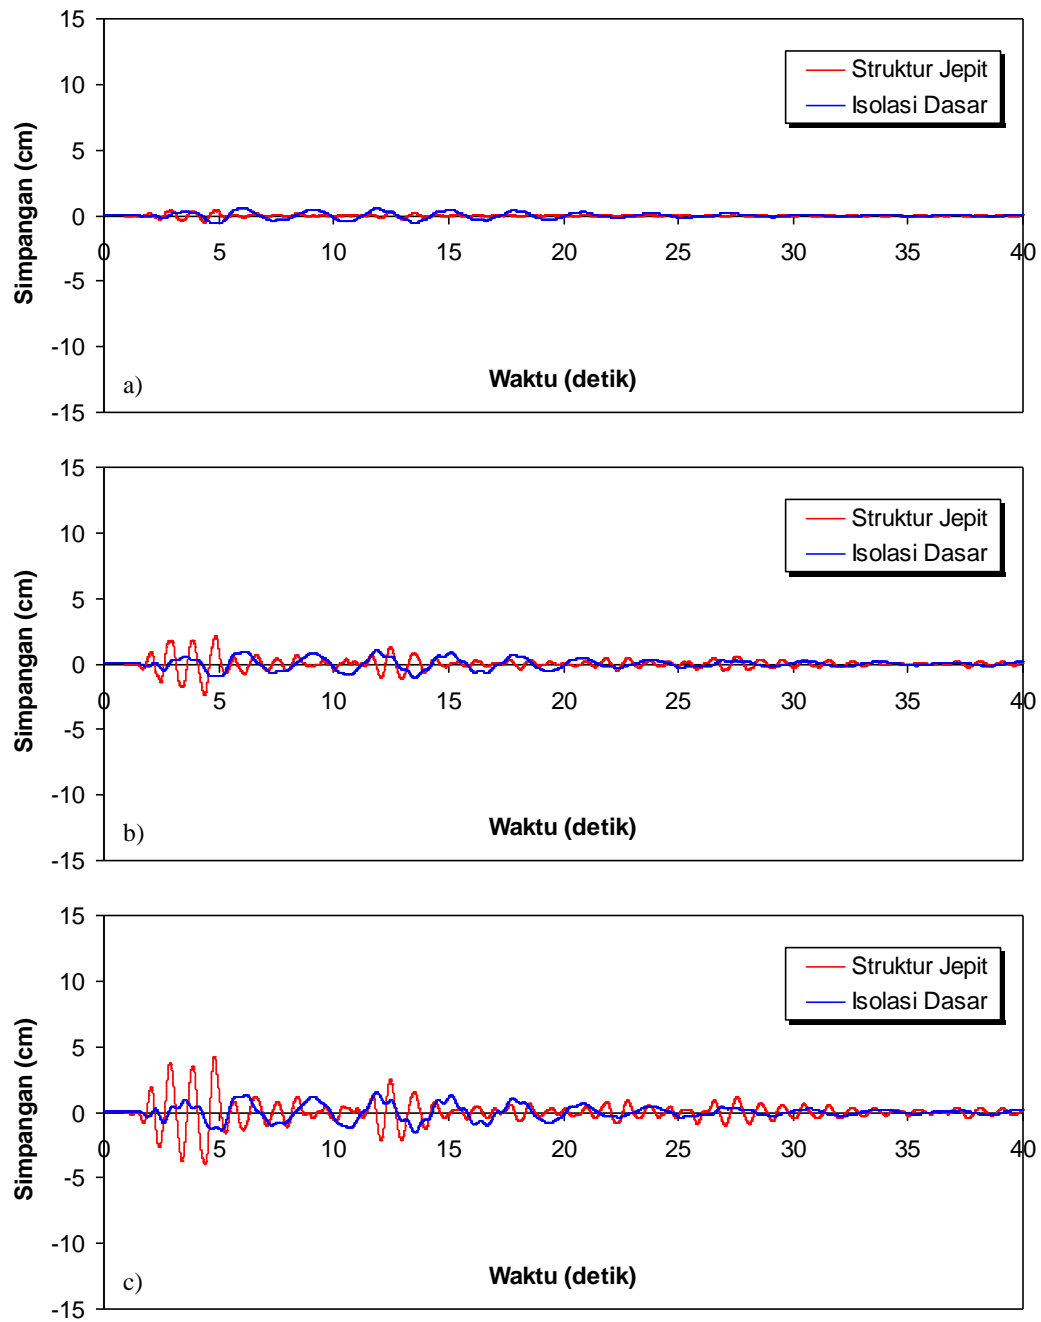 15
10
5
0
-5
-10
-15
Simpangan (cm)
Struktur Jepit
Isolasi Dasar
0 5 10 15 20 25 30 35 40
Waktu (detik)
a)
15
10
5
0
-5
-10
-15
Simpangan (cm)
Struktur Jepit
Isolasi Dasar
0 5 10 15 20 25 30 35 40
Waktu (detik)
b)
15
10
5
0
-5
-10
-15
Simpangan (cm)
Struktur Jepit
Isolasi Dasar
0 5 10 15 20 25 30 35 40
Waktu (detik)
c)